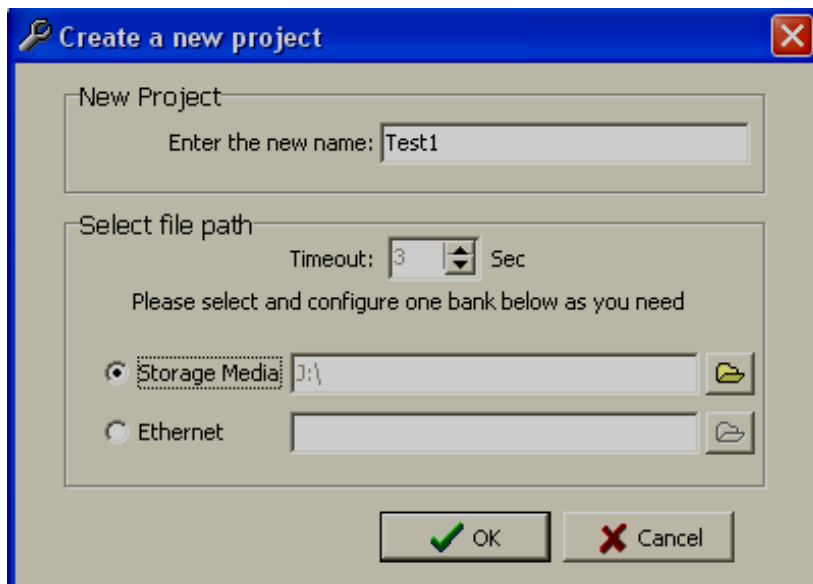 Create a new project
New Project
Enter the new name: Test1
Select file path
Timeout: 3 Sec
Please select and configure one bank below as you need
Storage Media J:\
Ethernet
OK Cancel